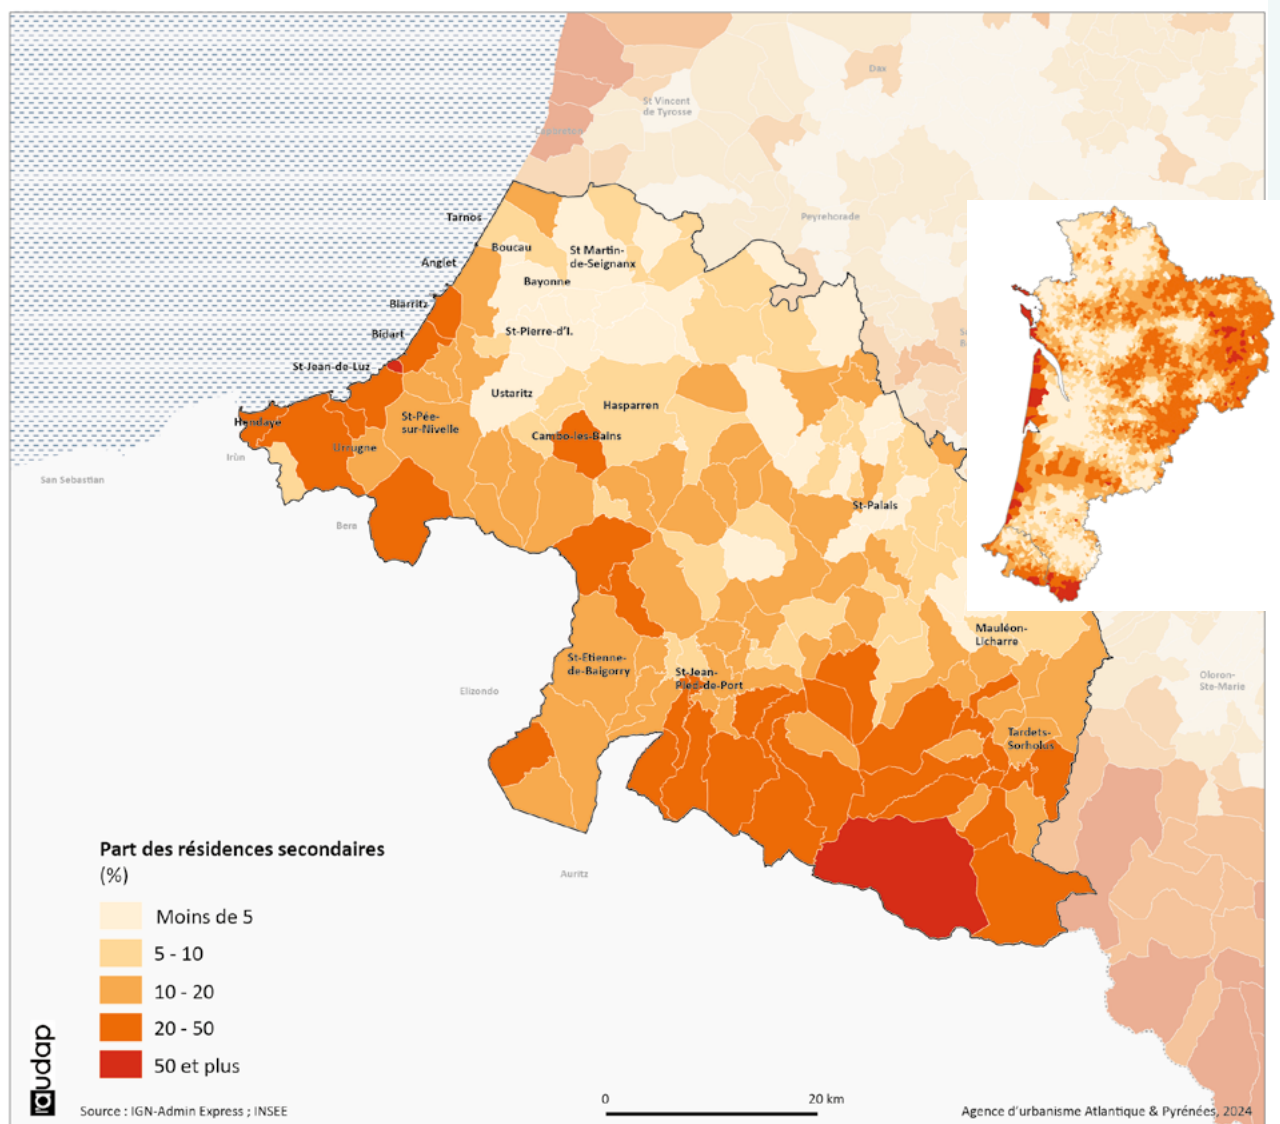 Dax
St Vincent
de Tyrosse
Capbreton
Peyrehorade
Tarnos
Boucau
St Martin-
de-Seignanx
Anglet
Bayonne
Biarritz
Bidart
St-Pierre-d'I.
St-Jean-de-Luz
Ustaritz
Hasparren
Hendaye
St-Pée-
sur-Nivelle
Cambo-les-Bains
Urrugne
Irùn
San Sebastian
St-Palais
Bera
Mauléon-
Licharre
St-Etienne-
de-Baigorry
St-Jean-
Pied-de-Port
Oloron-
Ste-Marie
Elizondo
Tardets-
Sorholus
Auritz
Part des résidences secondaires
(%)
Moins de 5
5 - 10
10 - 20
20 - 50
50 et plus
audap
Source : IGN-Admin Express ; INSEE
0
20 km
Agence d'urbanisme Atlantique & Pyrénées, 2024